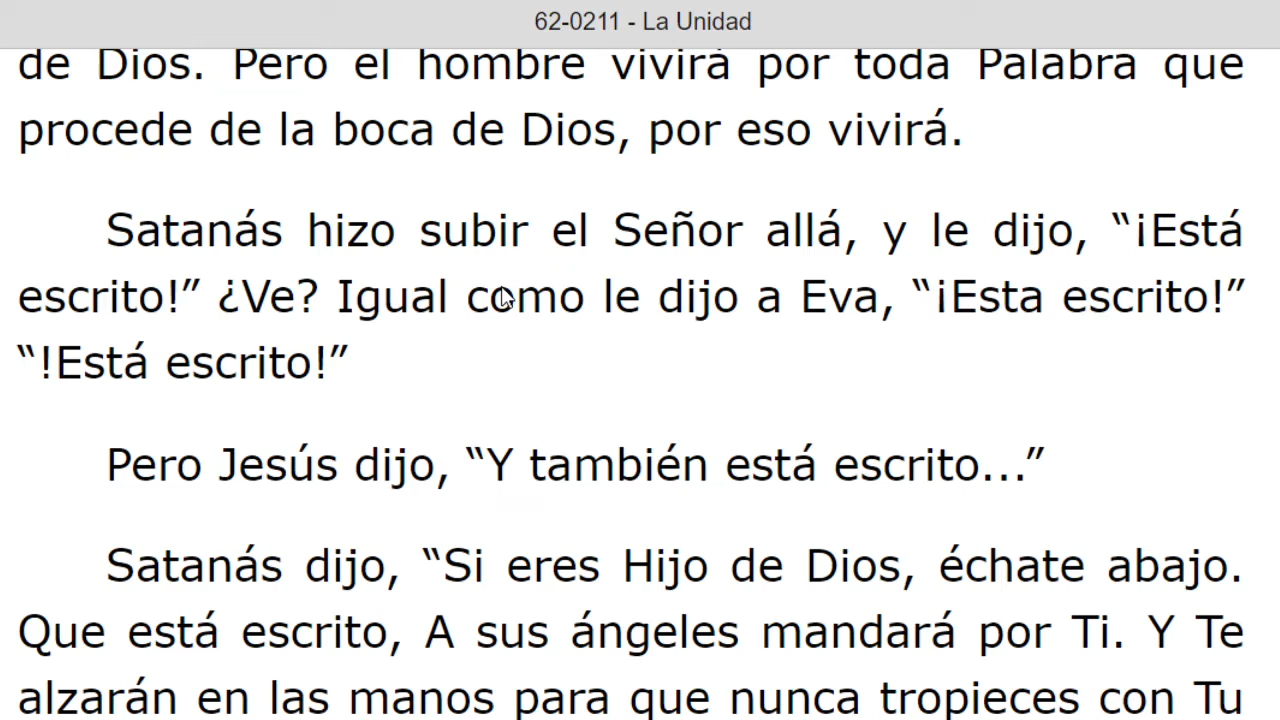 62-0211 - La Unidad
de Dios. Pero el hombre vivirá por toda Palabra que
procede de la boca de Dios, por eso vivirá.
Satanás hizo subir el Señor allá, y le dijo, “¡Está
escrito!” ¿Ve? Igual como le dijo a Eva, “¡Esta escrito!”
“!Está escrito!”
Pero Jesús dijo, “Y también está escrito...”
Satanás dijo, “Si eres Hijo de Dios, échate abajo.
Que está escrito, A sus ángeles mandará por Ti. Y Te
alzarán en las manos para que nunca tropieces con Tu